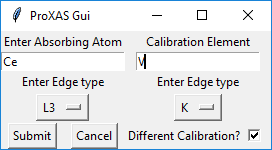 ProXAS Gui
Enter Absorbing Atom Calibration Element
Ce V
Enter Edge type Enter Edge type
L3 K
Submit Cancel Different Calibration?